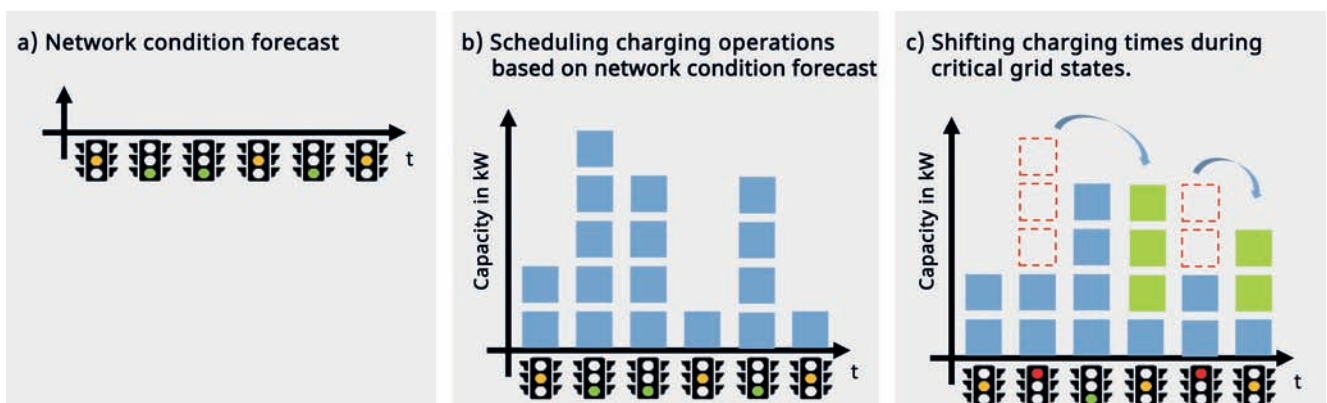 a) Network condition forecast
t
b) Scheduling charging operations
based on network condition forecast
Capacity in kW
t
c) Shifting charging times during
critical grid states.
Capacity in kW
t